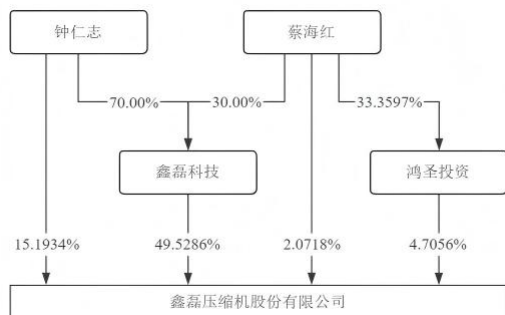 钟仁志 蔡海红
70.00% 30.00% 33.3597%
鑫磊科技 鸿圣投资
15.1934% 49.5286% 2.0718% 4.7056%
鑫磊压缩机股份有限公司